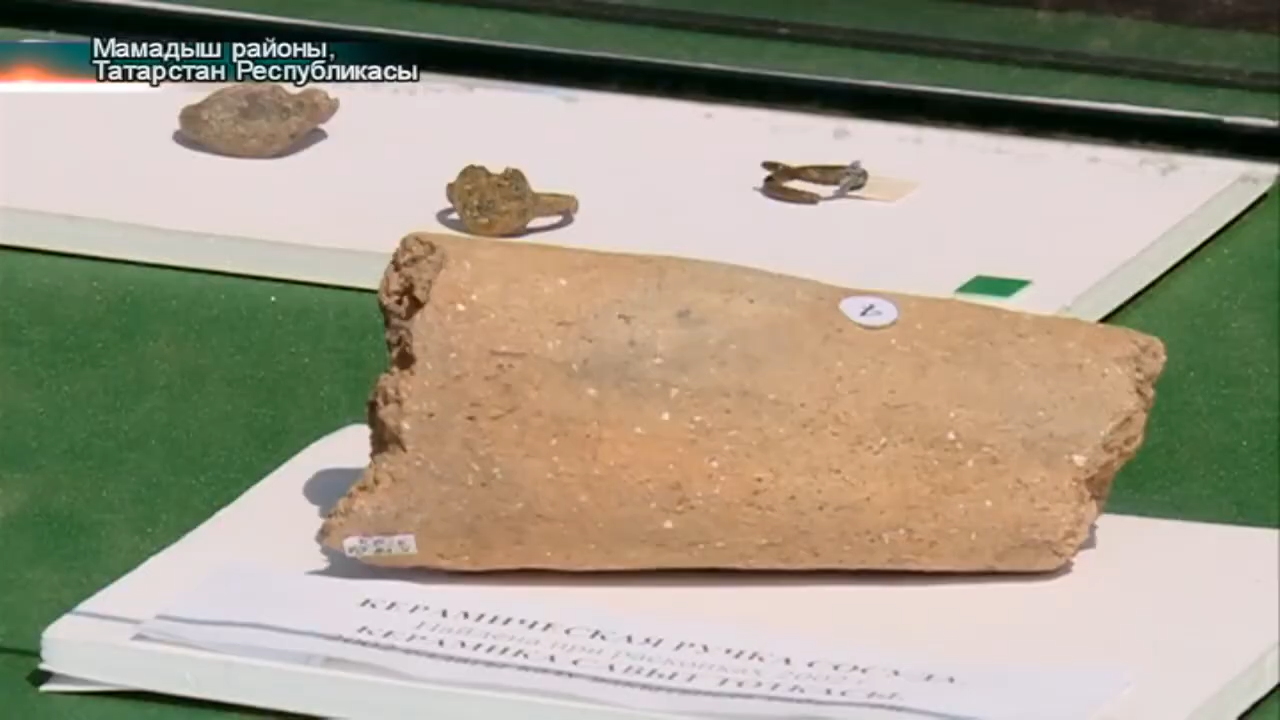 Мамадыш районы,
Татарстан Республикасы
КЕРАМИЧЕСКАЯ РУЧКА СОСУДА
Найдена при раскопках
КЕРАМИКА САВЫТ ТОТКАСЫ